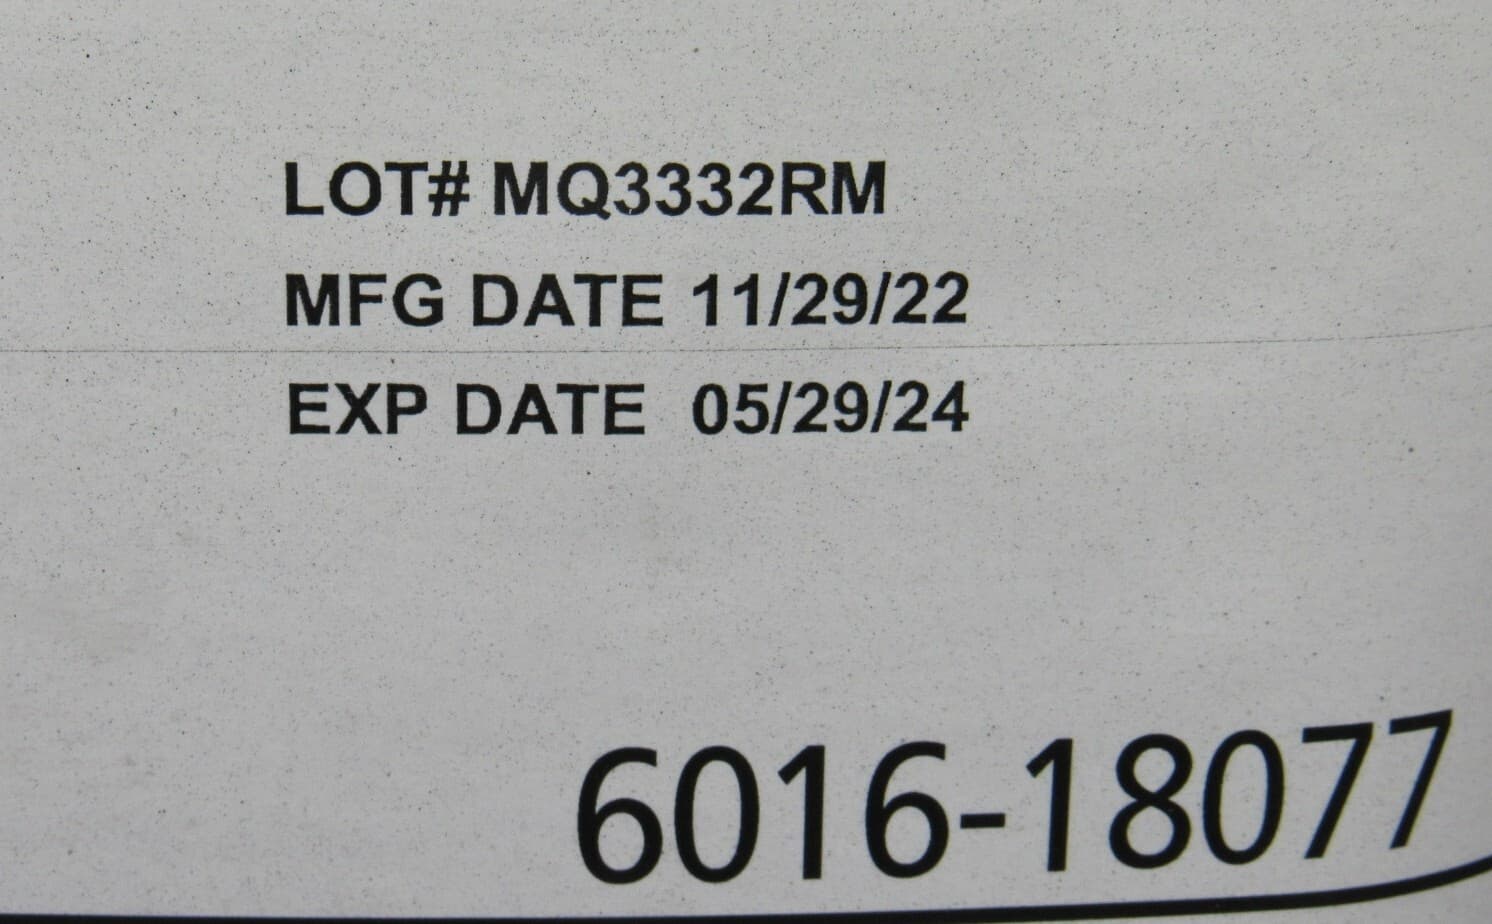 LOT# MQ3332RM
MFG DATE 11/29/22
EXP DATE 05/29/24
6016-18077